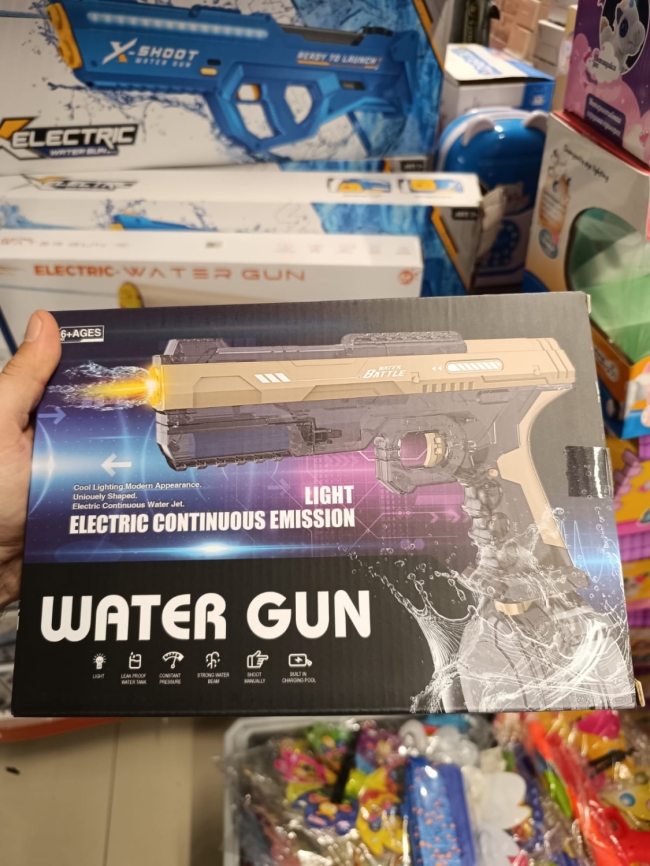 X-SHOOT
WATER GUN
READY TO LAUNCH
ELECTRIC
WATER GUN
ELECTRIC
ELECTRIC-WATER GUN
6+AGES
WATER
BATTLE
Cool Lighting.Modern Appearance.
Uniquely Shaped.
Electric Continuous Water Jet.
LIGHT
ELECTRIC CONTINUOUS EMISSION
WATER GUN
LIGHT
LEAK PROOF
WATER TANK
CONSTANT
PRESSURE
STRONG WATER
BEAM
SHOOT
MANUALLY
BUILT IN
CHARGING POOL